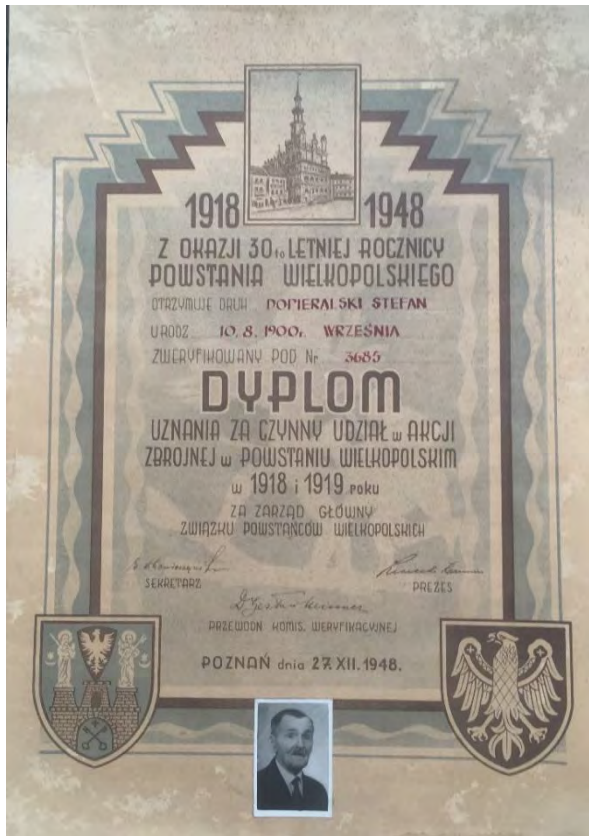 1918 1948
Z OKAZJI 30to LETNIEJ ROCZNICY
POWSTANIA WIELKOPOLSKIEGO
OTRZYMUJE DRUH POPIERALSKI STEFAN
URODZ. 10. 8. 1900r. WRZEŚNIA
ZWERYFIKOWANY POD Nr 3685
DYPLOM
UZNANIA ZA CZYNNY UDZIAŁ w AKCJI
ZBROJNEJ w POWSTANIU WIELKOPOLSKIM
w 1918 i 1919 roku
ZA ZARZĄD GŁÓWNY
ZWIĄZKU POWSTAŃCÓW WIELKOPOLSKICH
SEKRETARZ
PREZES
PRZEWODN. KOMIS. WERYFIKACYJNEJ
POZNAŃ dnia 27. XII. 1948.